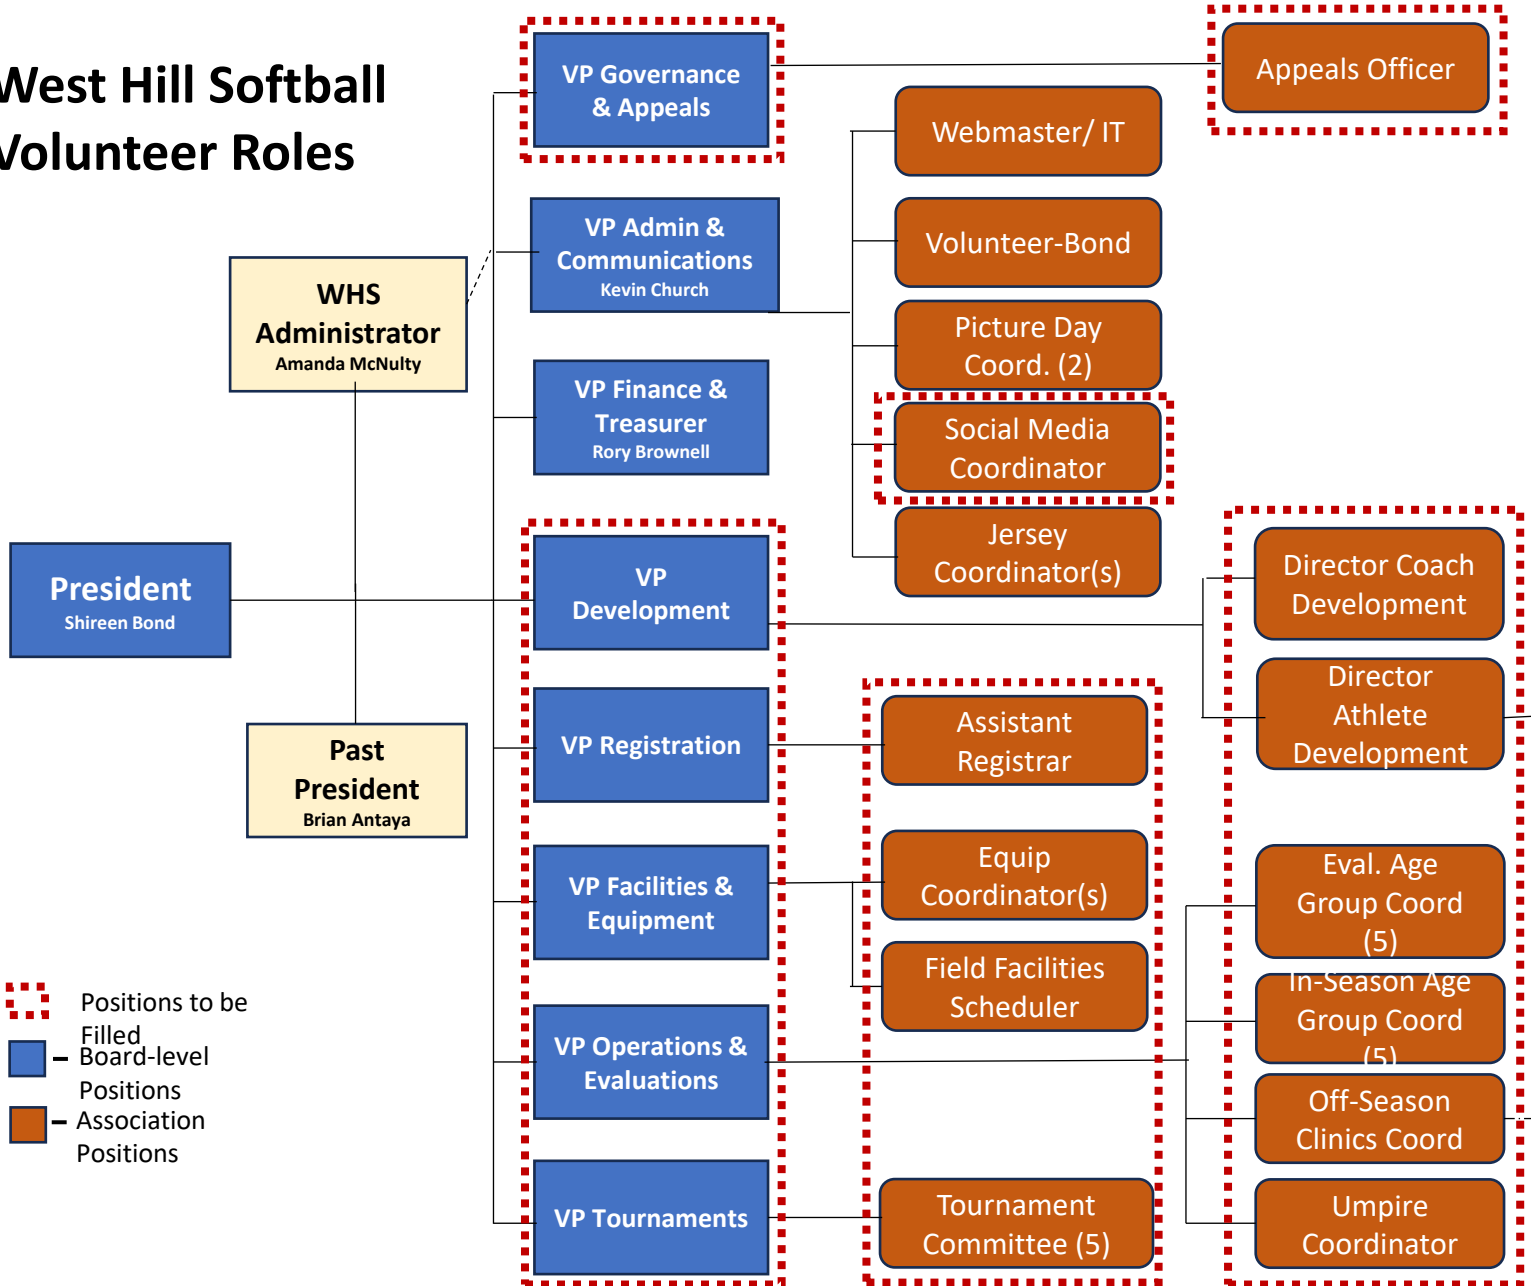 West Hill Softball
Volunteer Roles
VP Governance
& Appeals
Appeals Officer
Webmaster/ IT
VP Admin &
Communications
Kevin Church
Volunteer-Bond
WHS
Administrator
Amanda McNulty
Picture Day
Coord. (2)
VP Finance &
Treasurer
Rory Brownell
Social Media
Coordinator
Jersey
Coordinator(s)
President
Shireen Bond
VP
Development
Director Coach
Development
Director
Athlete
Development
Past
President
Brian Antaya
VP Registration
Assistant
Registrar
VP Facilities &
Equipment
Equip
Coordinator(s)
Eval. Age
Group Coord
(5)
Field Facilities
Scheduler
In-Season Age
Group Coord
(5)
VP Operations &
Evaluations
Off-Season
Clinics Coord
VP Tournaments
Tournament
Committee (5)
Umpire
Coordinator
Positions to be
Filled
– Board-level
Positions
– Association
Positions